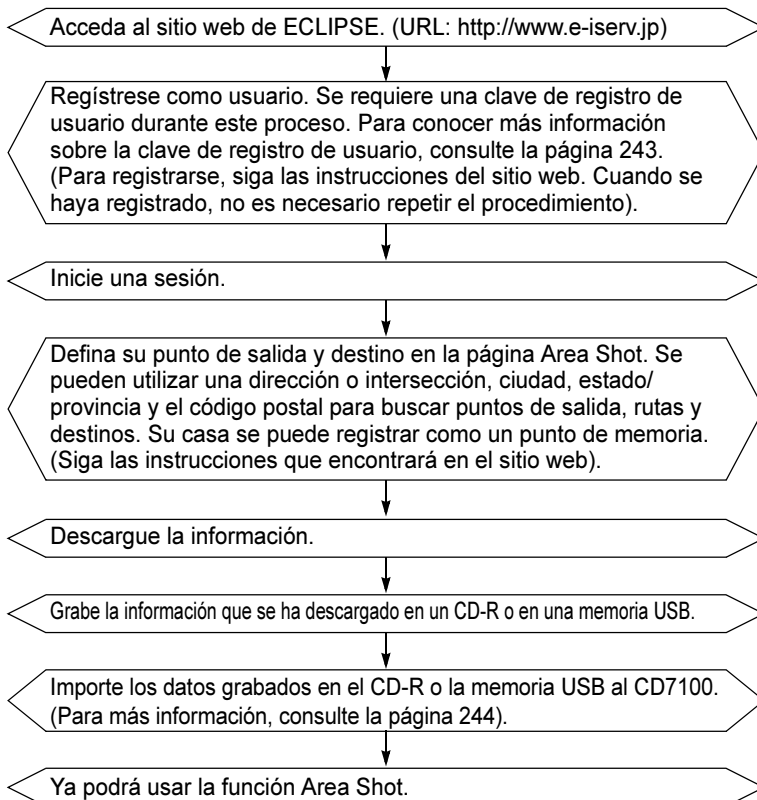 Acceda al sitio web de ECLIPSE. (URL: http://www.e-iserv.jp)
Regístrese como usuario. Se requiere una clave de registro de
usuario durante este proceso. Para conocer más información
sobre la clave de registro de usuario, consulte la página 243.
(Para registrarse, siga las instrucciones del sitio web. Cuando se
haya registrado, no es necesario repetir el procedimiento).
Inicie una sesión.
Defina su punto de salida y destino en la página Area Shot. Se
pueden utilizar una dirección o intersección, ciudad, estado/
provincia y el código postal para buscar puntos de salida, rutas y
destinos. Su casa se puede registrar como un punto de memoria.
(Siga las instrucciones que encontrará en el sitio web).
Descargue la información.
Grabe la información que se ha descargado en un CD-R o en una memoria USB.
Importe los datos grabados en el CD-R o la memoria USB al CD7100.
(Para más información, consulte la página 244).
Ya podrá usar la función Area Shot.